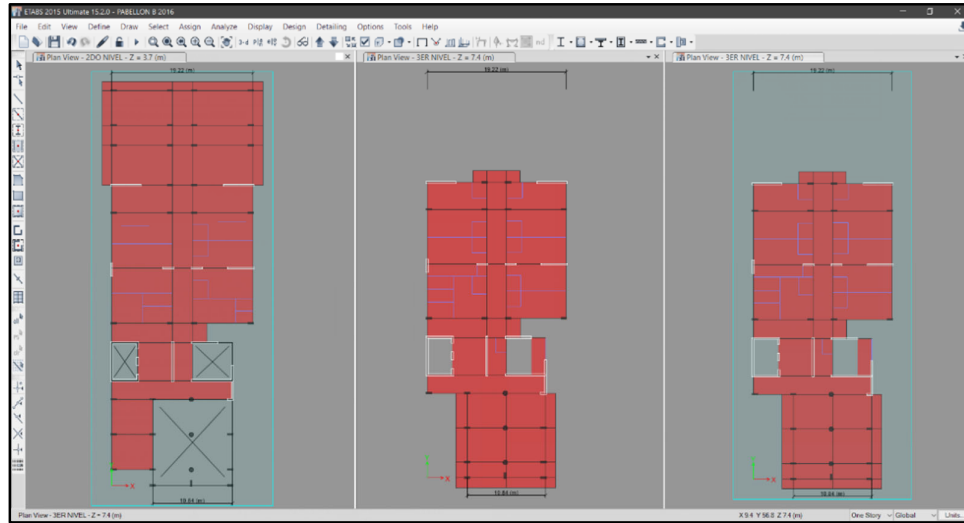 ETABS 2015 Ultimate 15.2.0 - PABELLON B 2016
File Edit View Define Draw Select Assign Analyze Display Design Detailing Options Tools Help
3-d
nd
Plan View - 2DO NIVEL - Z = 3.7 (m)
Plan View - 3ER NIVEL - Z = 7.4 (m)
Plan View - 3ER NIVEL - Z = 7.4 (m)
19.22 (m)
19.22 (m)
19.22 (m)
X
X
X
10.84 (m)
10.84 (m)
10.84 (m)
Plan View - 3ER NIVEL - Z = 7.4 (m)
X 9.4 Y 56.8 Z 7.4 (m)
One Story
Global
Units...